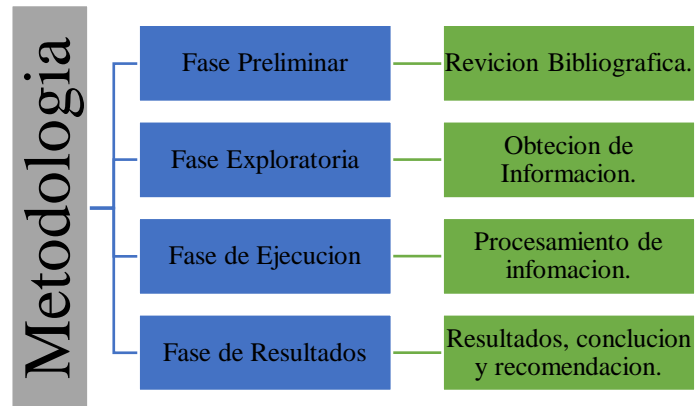 Metodologia
Fase Preliminar
Revicion Bibliografica.
Fase Exploratoria
Obtecion de
Informacion.
Fase de Ejecucion
Procesamiento de
infomacion.
Fase de Resultados
Resultados, conclucion
y recomendacion.